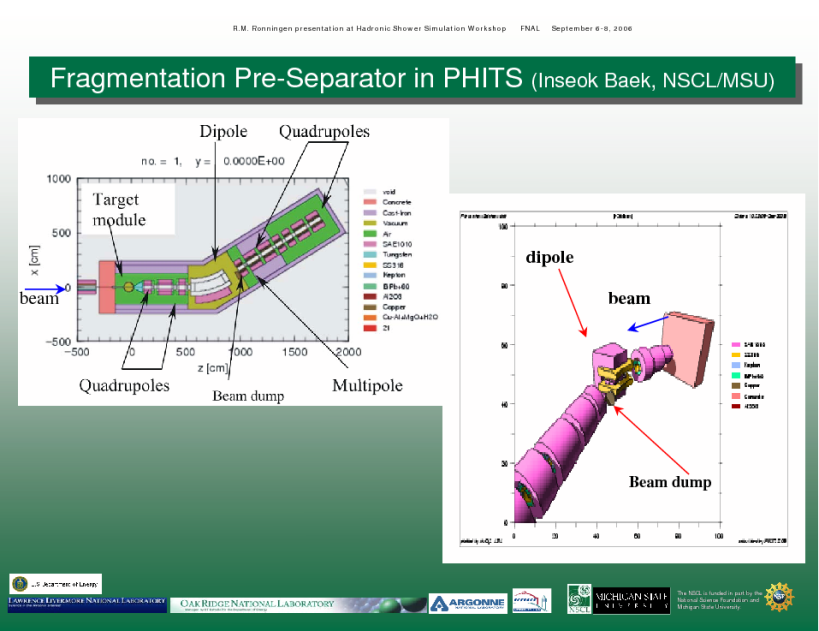 R.M. Ronningen presentation at Hadronic Shower Simulation Workshop FNAL September 6-8, 2006
Fragmentation Pre-Separator in PHITS (Inseok Baek, NSCL/MSU)
Dipole Quadrupoles
no. = 1, y = 0.0000E+00
1000
500
0
−500
x [cm]
Target
module
beam
−500 0 500 1000 1500 2000
z [cm]
Quadrupoles
Beam dump
Multipole
void
Concrete
Cast-Iron
Vacuum
Air
SAE1010
Tungsten
SS316
Kapton
Copper
dipole
beam
Beam dump
100
80
60
40
20
0
0 20 40 60 80 100
U.S. Department of Energy
LAWRENCE LIVERMORE NATIONAL LABORATORY
OAK RIDGE NATIONAL LABORATORY
ARGONNE
NATIONAL LABORATORY
NSCL
MICHIGAN STATE
UNIVERSITY
The NSCL is funded in part by the
National Science Foundation and
Michigan State University.